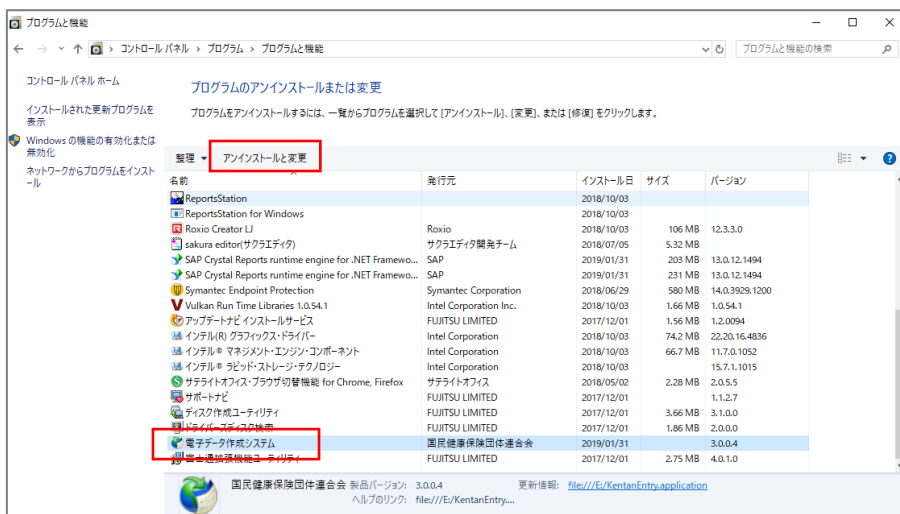 プログラムと機能
コントロール パネル › プログラム › プログラムと機能
プログラムと機能の検索
コントロール パネル ホーム
インストールされた更新プログラムを
表示
Windows の機能の有効化または
無効化
ネットワークからプログラムをインスト
ール
プログラムのアンインストールまたは変更
プログラムをアンインストールするには、一覧からプログラムを選択して [アンインストール]、[変更]、または [修復] をクリックします。
整理 アンインストールと変更
名前 発行元 インストール日 サイズ バージョン
ReportsStation 2018/10/03
ReportsStation for Windows 2018/10/03
Roxio Creator LJ Roxio 2018/10/03 106 MB 12.3.3.0
sakura editor(サクラエディタ) サクラエディタ開発チーム 2018/07/05 5.32 MB
SAP Crystal Reports runtime engine for .NET Framewo... SAP 2019/01/31 203 MB 13.0.12.1494
SAP Crystal Reports runtime engine for .NET Framewo... SAP 2019/01/31 231 MB 13.0.12.1494
Symantec Endpoint Protection Symantec Corporation 2018/06/29 580 MB 14.0.3929.1200
Vulkan Run Time Libraries 1.0.54.1 Intel Corporation Inc. 2018/10/03 1.66 MB 1.0.54.1
アップデートナビ インストールサービス FUJITSU LIMITED 2017/12/01 1.56 MB 1.2.0094
インテル(R) グラフィックス・ドライバー Intel Corporation 2018/10/03 74.2 MB 22.20.16.4836
インテル® マネジメント・エンジン・コンポーネント Intel Corporation 2018/10/03 66.7 MB 11.7.0.1052
インテル® ラピッド・ストレージ・テクノロジー Intel Corporation 2018/10/03 15.7.1.1015
サテライトオフィス・ブラウザ切替機能 for Chrome, Firefox サテライトオフィス 2018/05/02 2.28 MB 2.0.5.5
サポートナビ FUJITSU LIMITED 2017/12/01 1.1.2.7
ディスク作成ユーティリティ FUJITSU LIMITED 2017/12/01 3.66 MB 3.1.0.0
ドライバーズディスク検索 FUJITSU LIMITED 2017/12/01 1.86 MB 2.0.0.0
電子データ作成システム 国民健康保険団体連合会 2019/01/31 3.0.0.4
富士通拡張機能ユーティリティ FUJITSU LIMITED 2017/12/01 2.75 MB 4.0.1.0
国民健康保険団体連合会 製品バージョン: 3.0.0.4 更新情報: file:///E:/KentanEntry.application
ヘルプのリンク: file:///E:/KentanEntry....